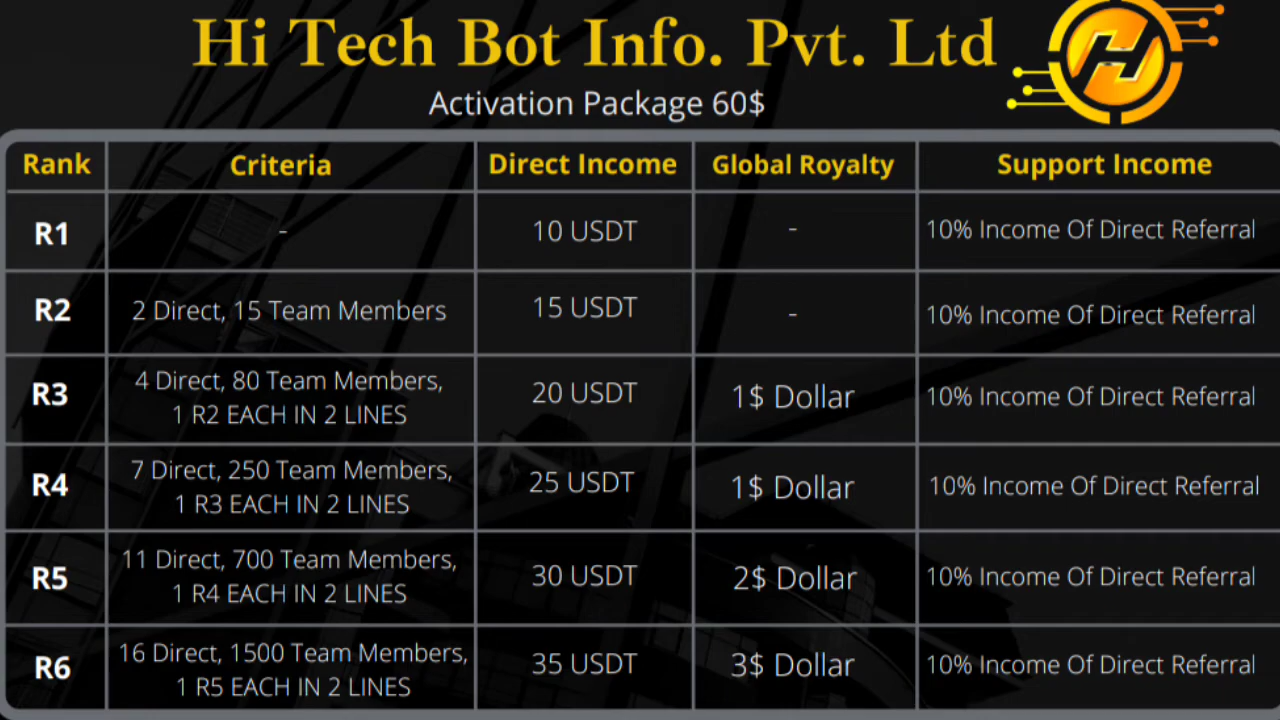 Hi Tech Bot Info. Pvt. Ltd
Activation Package 60$
Rank Criteria Direct Income Global Royalty Support Income
R1 - 10 USDT - 10% Income Of Direct Referral
R2 2 Direct, 15 Team Members 15 USDT - 10% Income Of Direct Referral
R3 4 Direct, 80 Team Members,
1 R2 EACH IN 2 LINES 20 USDT 1$ Dollar 10% Income Of Direct Referral
R4 7 Direct, 250 Team Members,
1 R3 EACH IN 2 LINES 25 USDT 1$ Dollar 10% Income Of Direct Referral
R5 11 Direct, 700 Team Members,
1 R4 EACH IN 2 LINES 30 USDT 2$ Dollar 10% Income Of Direct Referral
R6 16 Direct, 1500 Team Members,
1 R5 EACH IN 2 LINES 35 USDT 3$ Dollar 10% Income Of Direct Referral